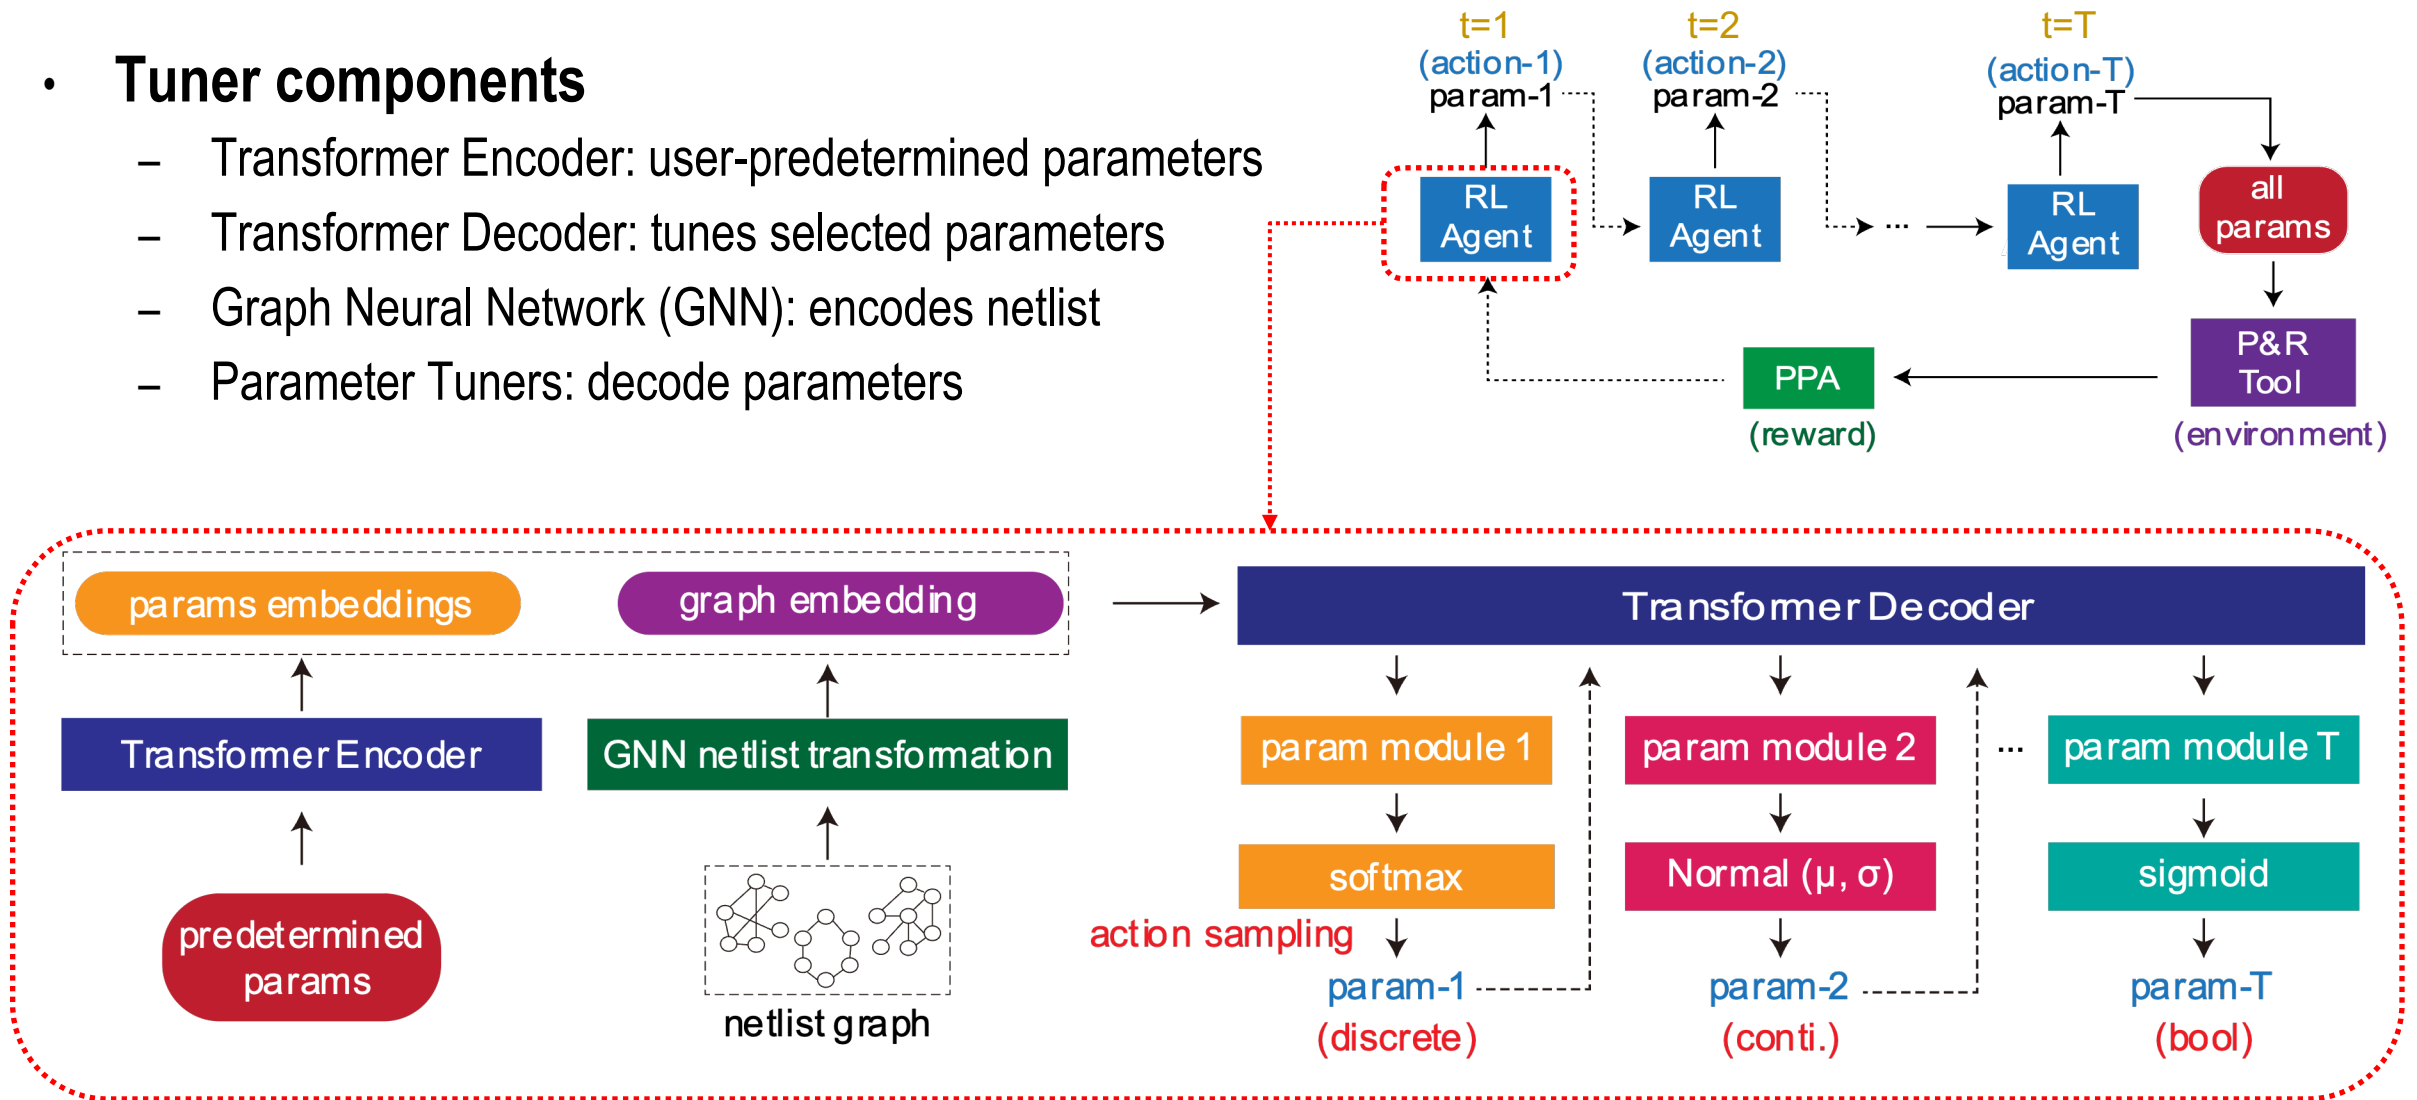 • Tuner components
– Transformer Encoder: user-predetermined parameters
– Transformer Decoder: tunes selected parameters
– Graph Neural Network (GNN): encodes netlist
– Parameter Tuners: decode parameters
t=1
(action-1)
param-1
t=2
(action-2)
param-2
t=T
(action-T)
param-T
RL
Agent
RL
Agent
...
RL
Agent
all
params
P&R
Tool
(environment)
PPA
(reward)
params embeddings
graph embedding
Transformer Encoder
GNN netlist transformation
predetermined
params
netlist graph
Transformer Decoder
param module 1
param module 2
...
param module T
softmax
Normal (μ, σ)
sigmoid
action sampling
param-1
(discrete)
param-2
(conti.)
param-T
(bool)